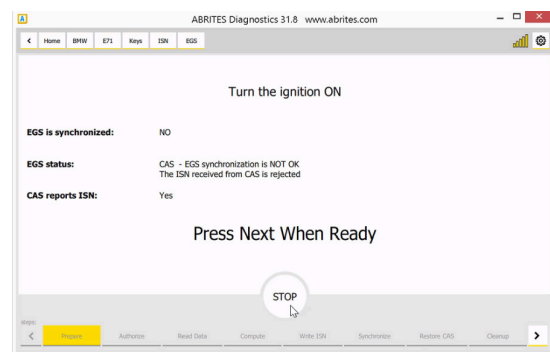 A
ABRITES Diagnostics 31.8 www.abrites.com
Home BMW E71 Keys ISN EGS
Turn the ignition ON
EGS is synchronized: NO
EGS status: CAS - EGS synchronization is NOT OK
The ISN received from CAS is rejected
CAS reports ISN: Yes
Press Next When Ready
STOP
steps:
Prepare Authorize Read Data Compute Write ISN Synchronize Restore CAS Cleanup